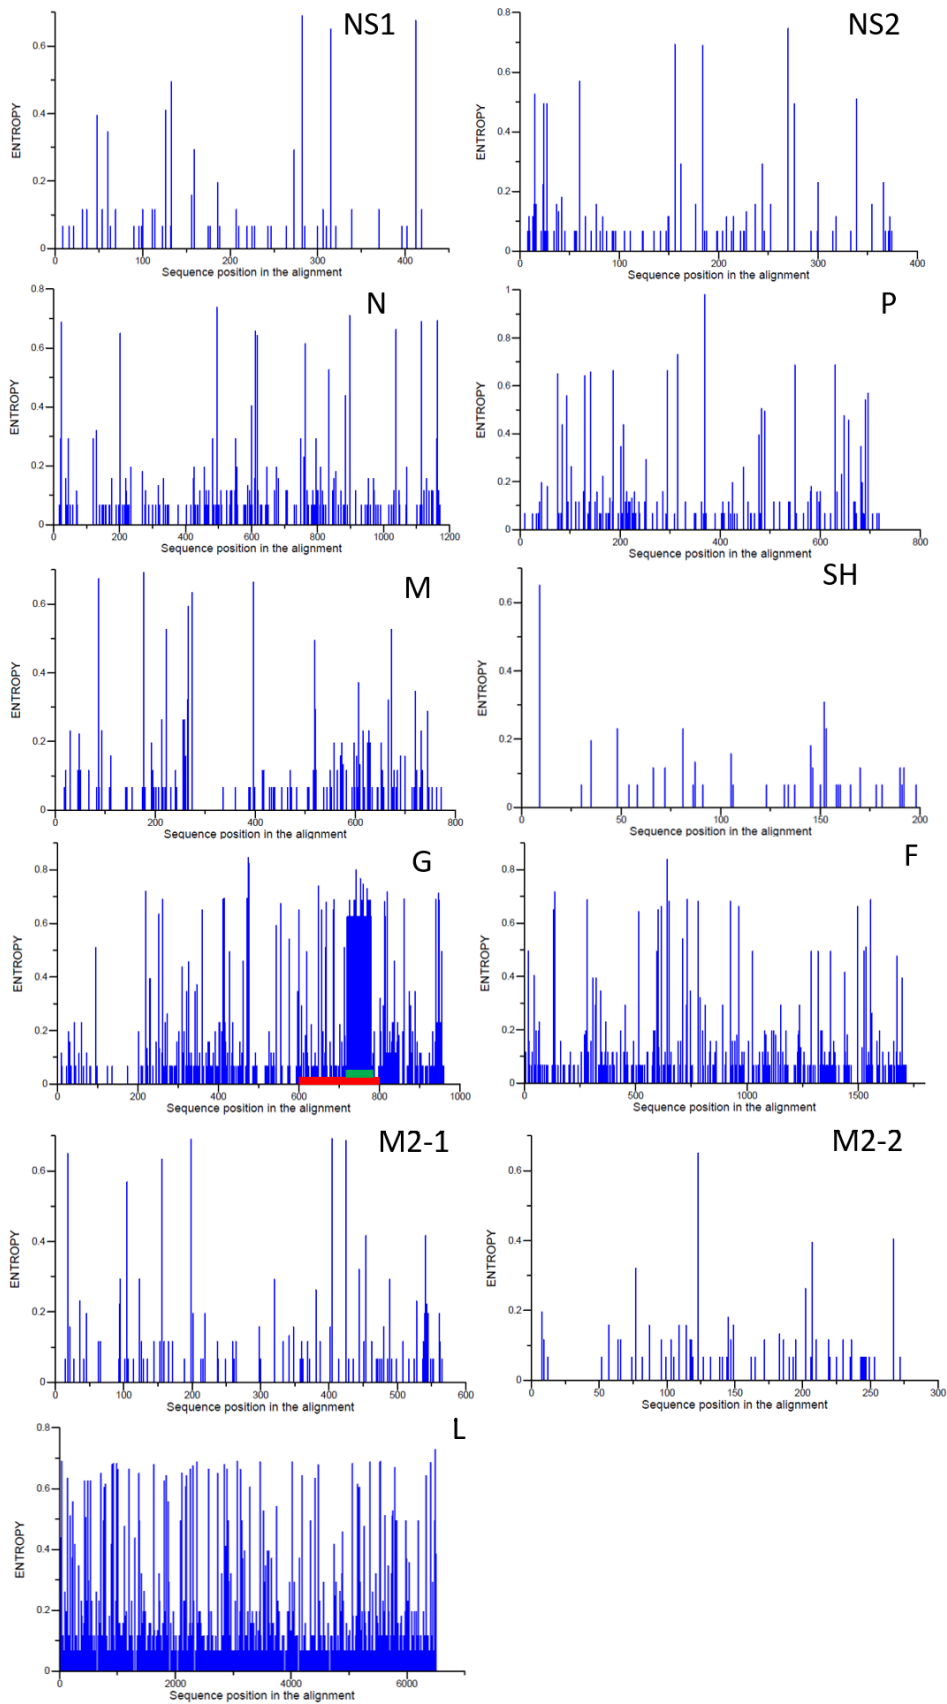 NS1
ENTROPY
0.6
0.4
0.2
0
0 100 200 300 400
Sequence position in the alignment
NS2
ENTROPY
0.8
0.6
0.4
0.2
0
0 100 200 300 400
Sequence position in the alignment
N
ENTROPY
0.8
0.6
0.4
0.2
0
0 200 400 600 800 1000 1200
Sequence position in the alignment
P
ENTROPY
1
0.8
0.6
0.4
0.2
0
0 200 400 600 800
Sequence position in the alignment
M
ENTROPY
0.6
0.4
0.2
0
0 200 400 600 800
Sequence position in the alignment
SH
ENTROPY
0.6
0.4
0.2
0
0 50 100 150 200
Sequence position in the alignment
G
ENTROPY
0.8
0.6
0.4
0.2
0
0 200 400 600 800 1000
Sequence position in the alignment
F
ENTROPY
0.8
0.6
0.4
0.2
0
0 500 1000 1500
Sequence position in the alignment
M2-1
ENTROPY
0.6
0.4
0.2
0
0 100 200 300 400 500 600
Sequence position in the alignment
M2-2
ENTROPY
0.6
0.4
0.2
0
0 50 100 150 200 250 300
Sequence position in the alignment
L
ENTROPY
0.8
0.6
0.4
0.2
0
0 2000 4000 6000
Sequence position in the alignment